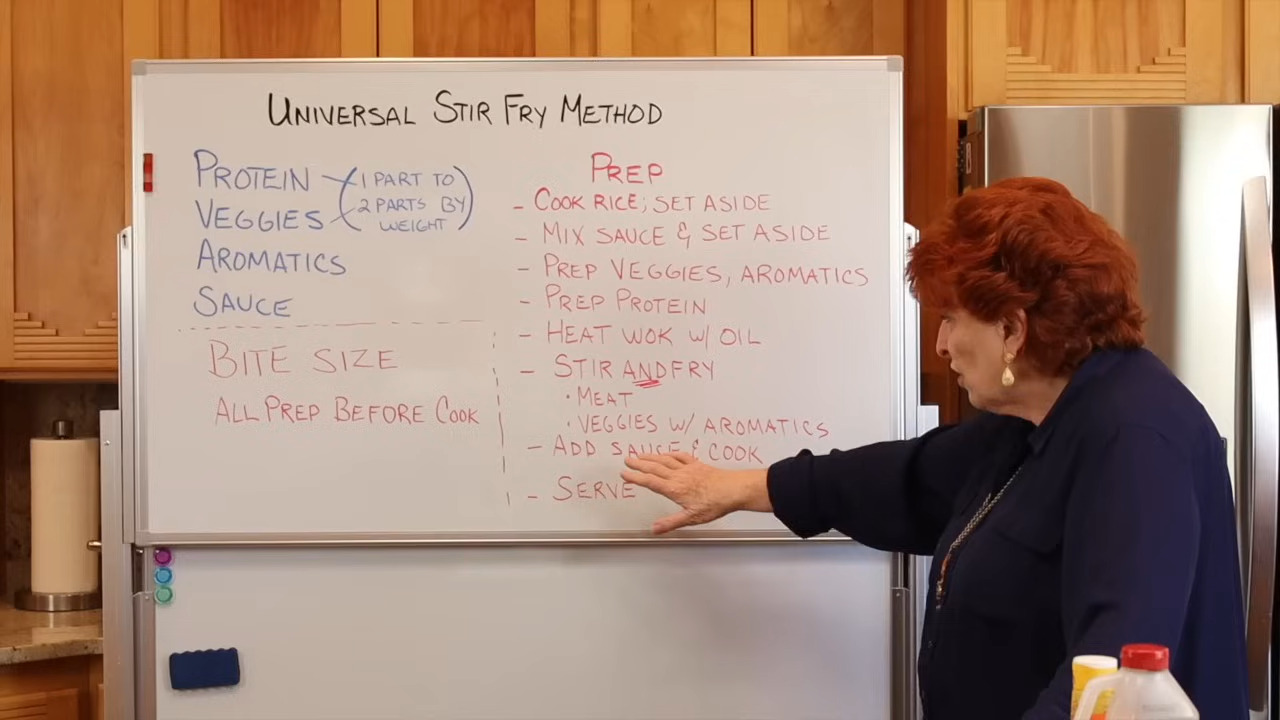 UNIVERSAL STIR FRY METHOD
PROTEIN
VEGGIES
(1 PART TO
2 PARTS BY
WEIGHT)
AROMATICS
SAUCE
BITE SIZE
ALL PREP BEFORE COOK
PREP
- COOK RICE; SET ASIDE
- MIX SAUCE & SET ASIDE
- PREP VEGGIES, AROMATICS
- PREP PROTEIN
- HEAT WOK W/ OIL
- STIR AND FRY
• MEAT
• VEGGIES W/ AROMATICS
- ADD SAUCE & COOK
- SERVE